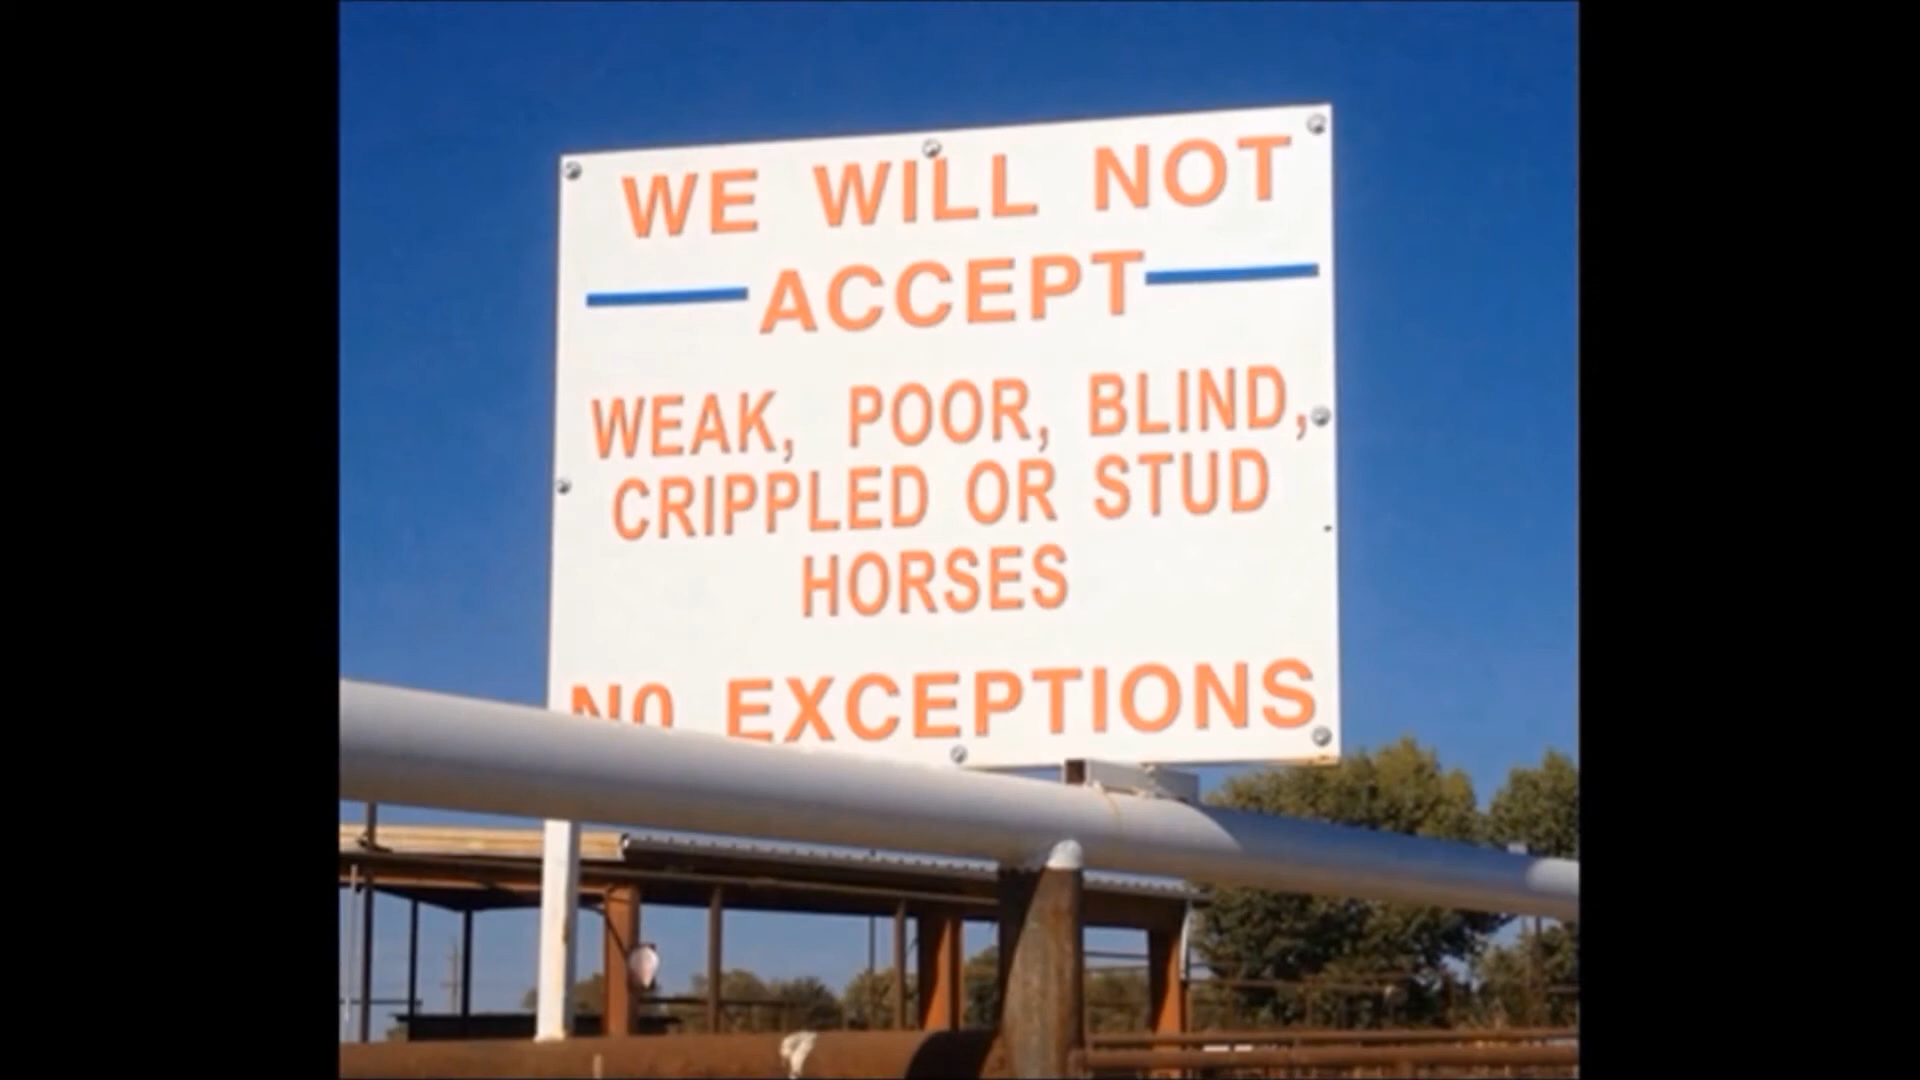 WE WILL NOT
ACCEPT
WEAK, POOR, BLIND,
CRIPPLED OR STUD
HORSES
NO EXCEPTIONS